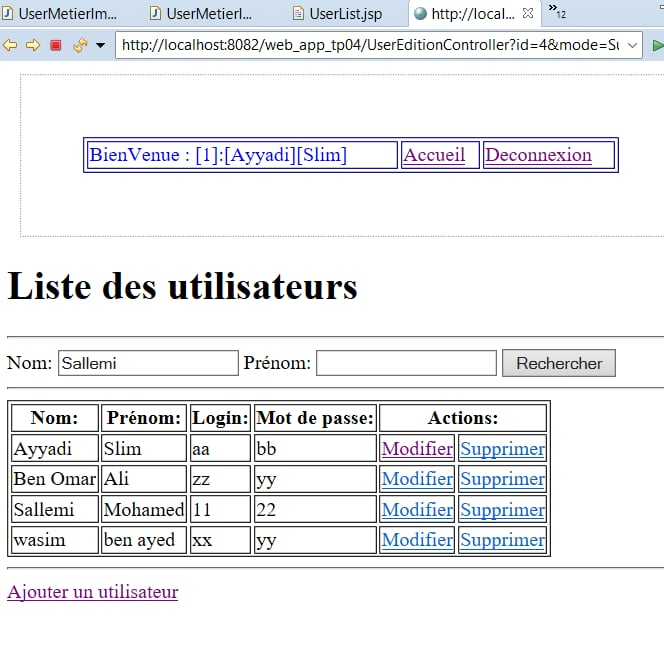 UserMetierIm... UserMetierI... UserList.jsp http://local... »12
http://localhost:8082/web_app_tp04/UserEditionController?id=4&mode=Su
BienVenue : [1]:[Ayyadi][Slim] Accueil Deconnexion
Liste des utilisateurs
Nom: Sallemi Prénom: Rechercher
Nom: Prénom: Login: Mot de passe: Actions:
Ayyadi Slim aa bb Modifier Supprimer
Ben Omar Ali zz yy Modifier Supprimer
Sallemi Mohamed 11 22 Modifier Supprimer
wasim ben ayed xx yy Modifier Supprimer
Ajouter un utilisateur